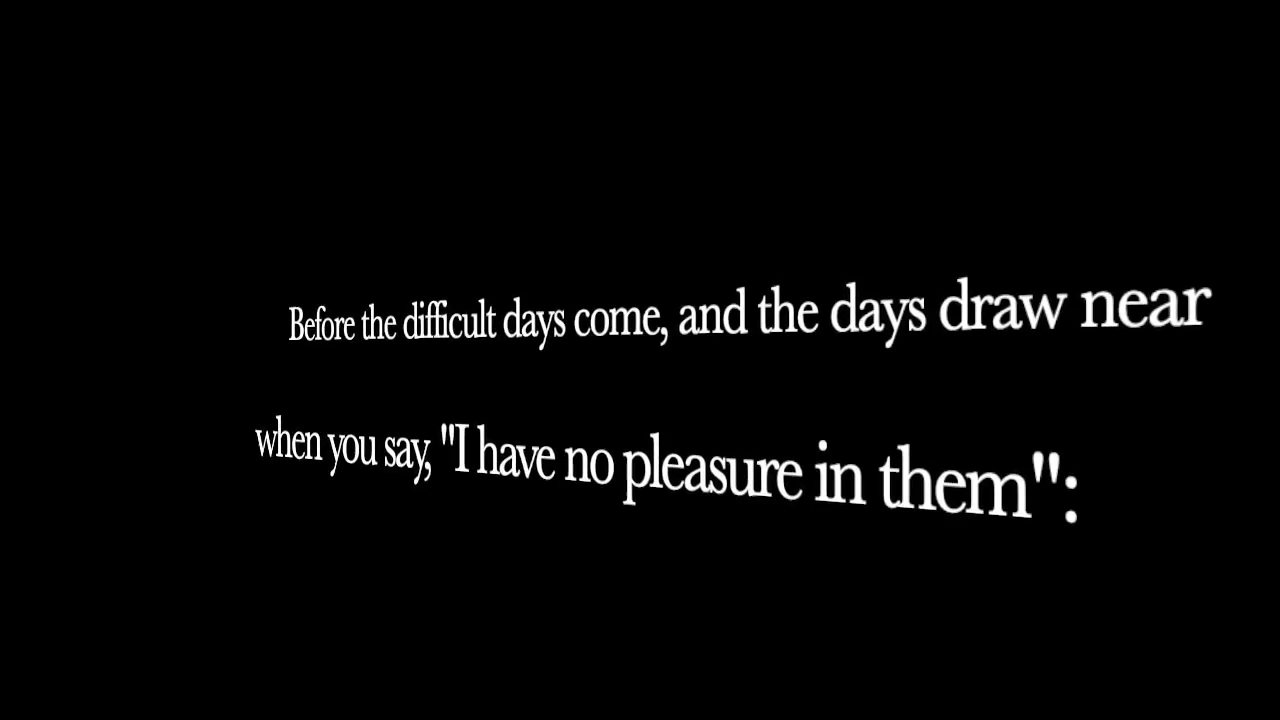 Before the difficult days come, and the days draw near
when you say, "I have no pleasure in them":